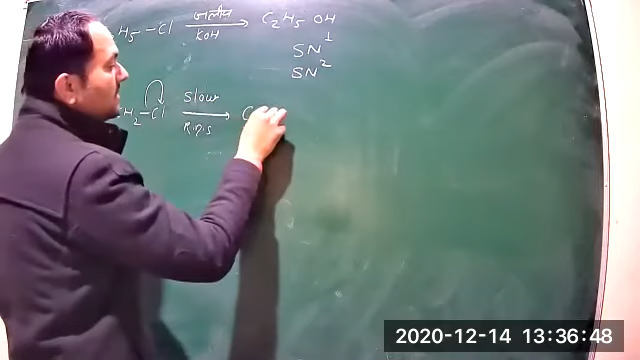 H5 - Cl जलीय KOH → C2H5 OH
SN1
SN2
H2 - Cl Slow → C
2020-12-14 13:36:48